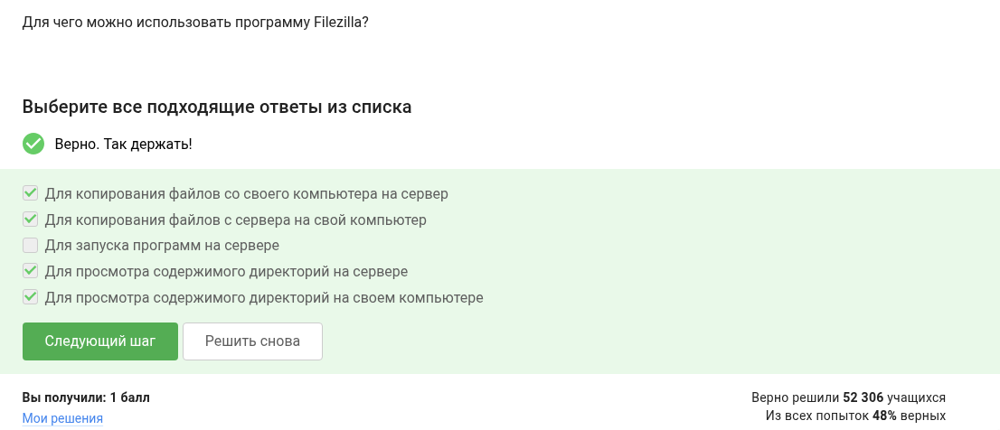 Для чего можно использовать программу Filezilla?
Выберите все подходящие ответы из списка
Верно. Так держать!
Для копирования файлов со своего компьютера на сервер
Для копирования файлов с сервера на свой компьютер
Для запуска программ на сервере
Для просмотра содержимого директорий на сервере
Для просмотра содержимого директорий на своем компьютере
Следующий шаг Решить снова
Вы получили: 1 балл Верно решили 52 306 учащихся
Мои решения Из всех попыток 48% верных